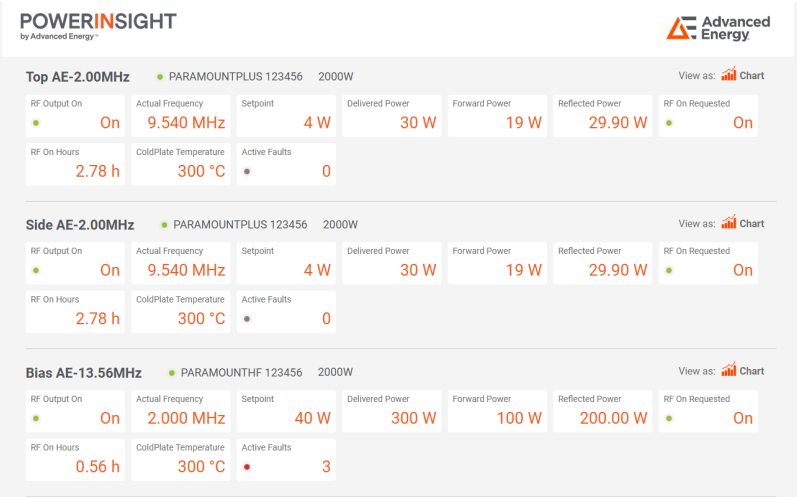 POWERINSIGHT
by Advanced Energy™
Advanced
Energy
Top AE-2.00MHz PARAMOUNTPLUS 123456 2000W View as: Chart
RF Output On Actual Frequency Setpoint Delivered Power Forward Power Reflected Power RF On Requested
On 9.540 MHz 4 W 30 W 19 W 29.90 W On
RF On Hours ColdPlate Temperature Active Faults
2.78 h 300 °C 0
Side AE-2.00MHz PARAMOUNTPLUS 123456 2000W View as: Chart
RF Output On Actual Frequency Setpoint Delivered Power Forward Power Reflected Power RF On Requested
On 9.540 MHz 4 W 30 W 19 W 29.90 W On
RF On Hours ColdPlate Temperature Active Faults
2.78 h 300 °C 0
Bias AE-13.56MHz PARAMOUNTHF 123456 2000W View as: Chart
RF Output On Actual Frequency Setpoint Delivered Power Forward Power Reflected Power RF On Requested
On 2.000 MHz 40 W 300 W 100 W 200.00 W On
RF On Hours ColdPlate Temperature Active Faults
0.56 h 300 °C 3